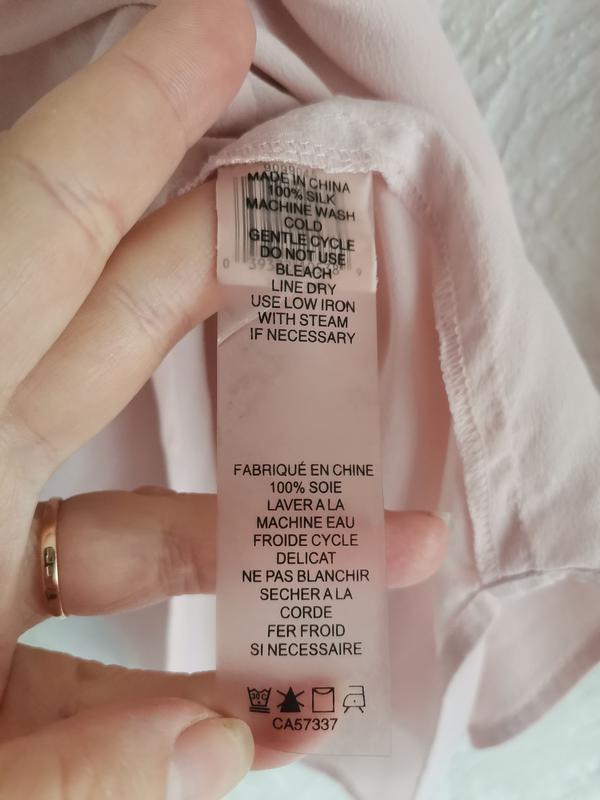 MADE IN CHINA
100% SILK
MACHINE WASH
COLD
GENTLE CYCLE
DO NOT USE
BLEACH
LINE DRY
USE LOW IRON
WITH STEAM
IF NECESSARY
FABRIQUÉ EN CHINE
100% SOIE
LAVER A LA
MACHINE EAU
FROIDE CYCLE
DELICAT
NE PAS BLANCHIR
SECHER A LA
CORDE
FER FROID
SI NECESSAIRE
30 C
CA57337